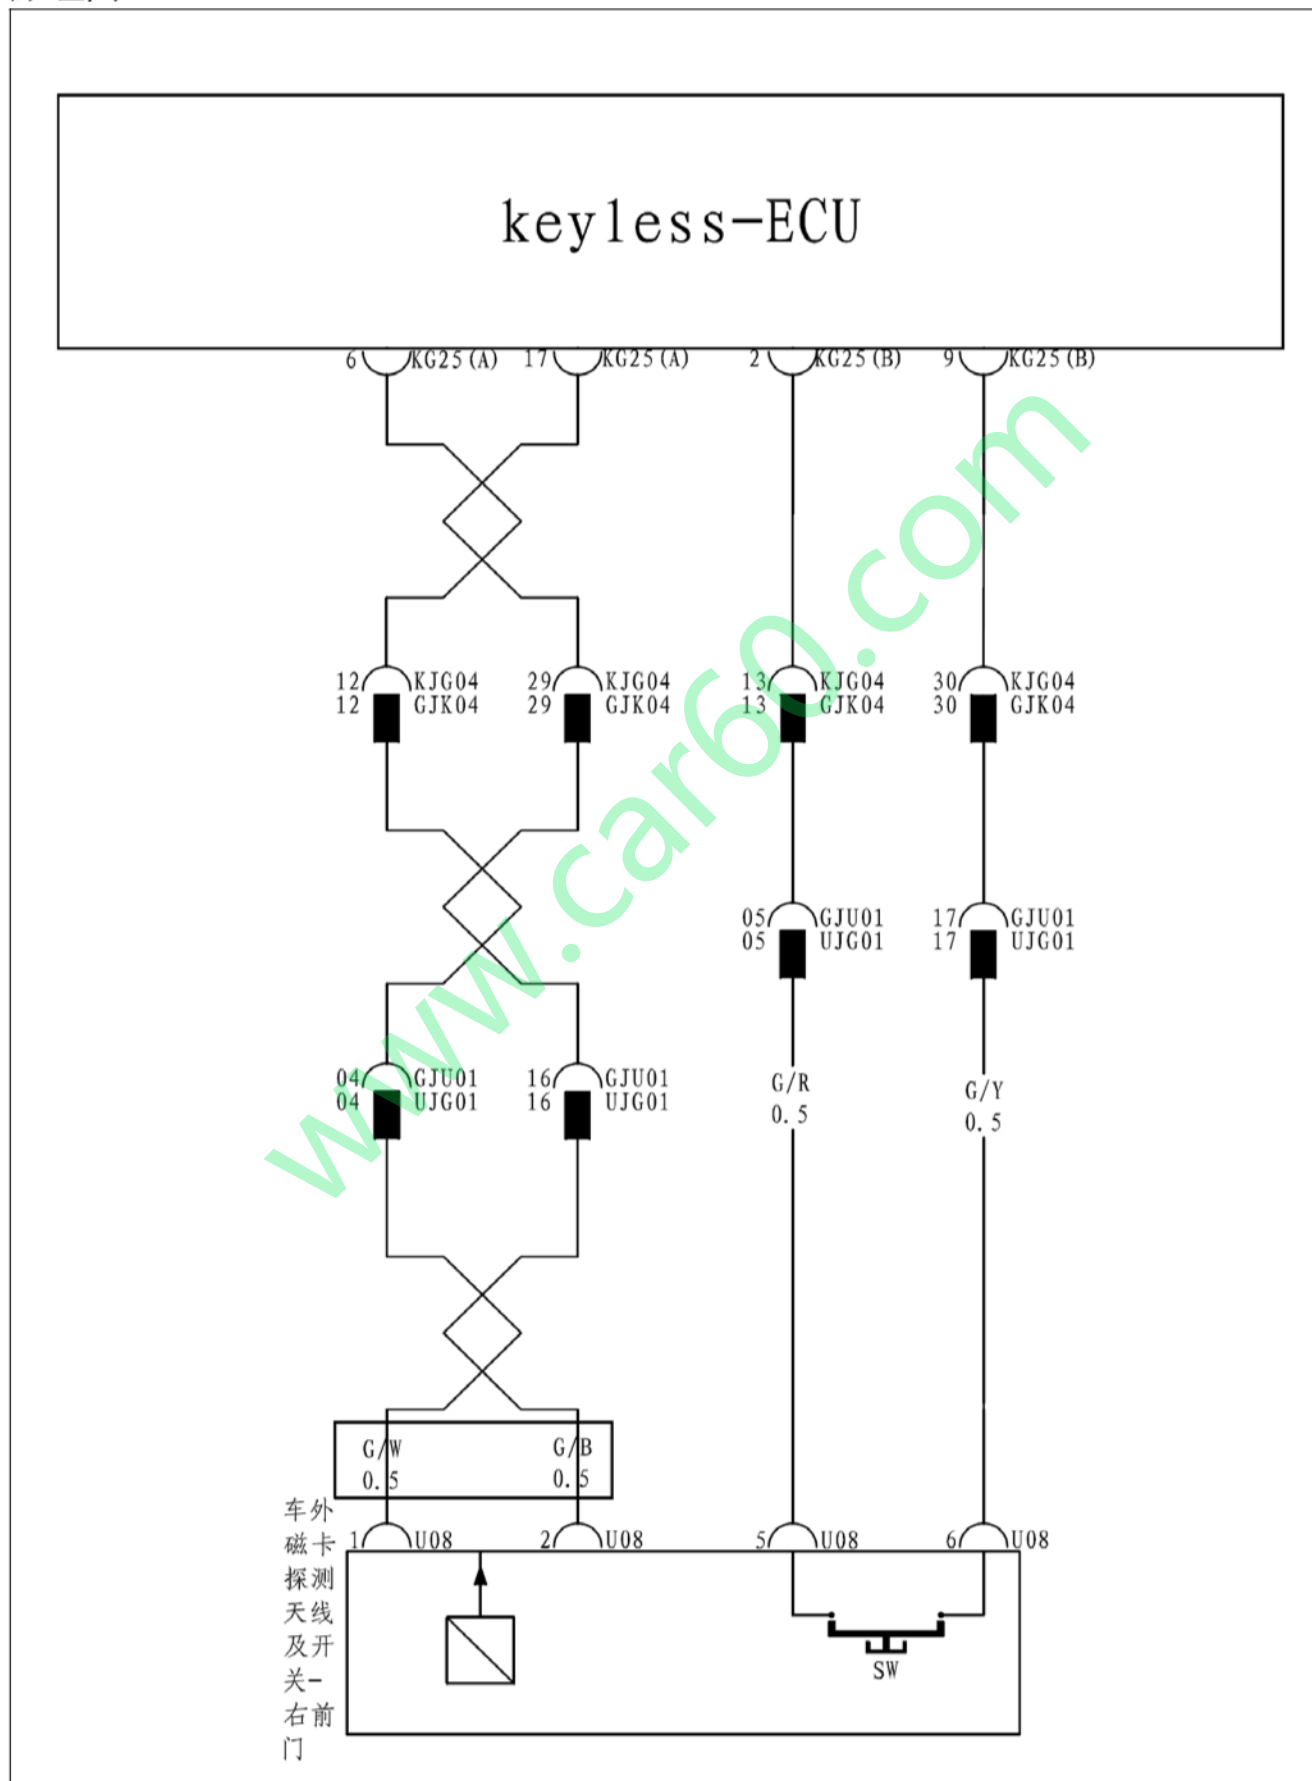 keyless-ECU
6 KG25(A) 17 KG25(A) 2 KG25(B) 9 KG25(B)
12 KJG04 29 KJG04 13 KJG04 30 KJG04
12 GJK04 29 GJK04 13 GJK04 30 GJK04
05 GJU01 17 GJU01
05 UJG01 17 UJG01
04 GJU01 16 GJU01
04 UJG01 16 UJG01
G/R G/Y
0.5 0.5
G/W G/B
0.5 0.5
1 U08 2 U08 5 U08 6 U08
车外
磁卡
探测
天线
及开
关-
右前
门
SW
www.car60.com